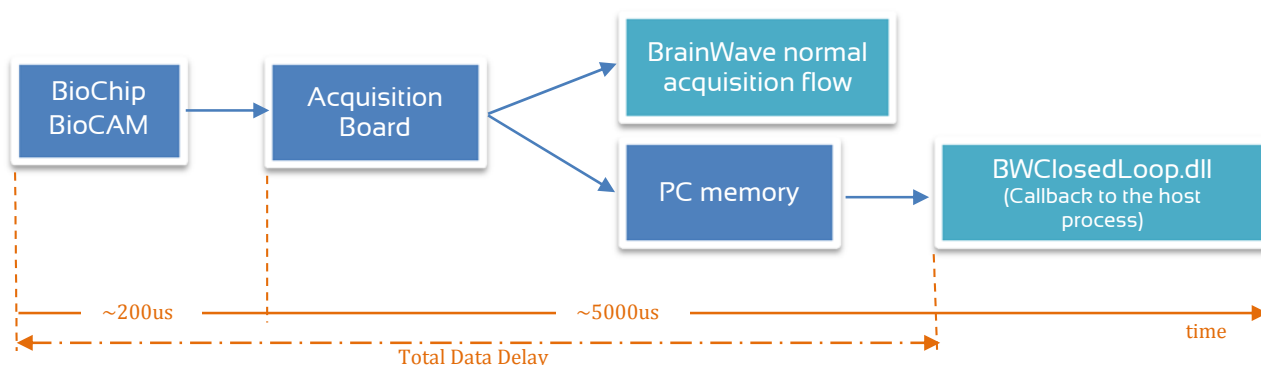 BioChip
BioCAM
Acquisition
Board
BrainWave normal
acquisition flow
PC memory
BWClosedLoop.dll
(Callback to the host
process)
~200us
~5000us
time
Total Data Delay